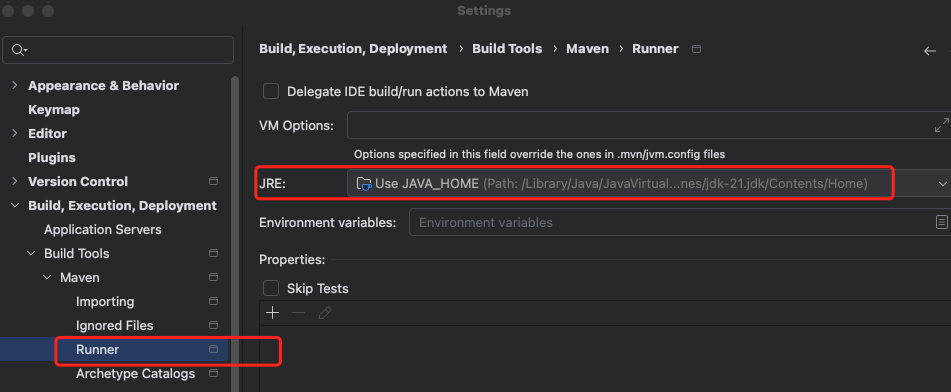 Settings
Build, Execution, Deployment › Build Tools › Maven › Runner
Appearance & Behavior
Keymap
Editor
Plugins
Version Control
Build, Execution, Deployment
Application Servers
Build Tools
Maven
Importing
Ignored Files
Runner
Archetype Catalogs
Delegate IDE build/run actions to Maven
VM Options:
Options specified in this field override the ones in .mvn/jvm.config files
JRE: Use JAVA_HOME (Path: /Library/Java/JavaVirtual...nes/jdk-21.jdk/Contents/Home)
Environment variables: Environment variables
Properties:
Skip Tests